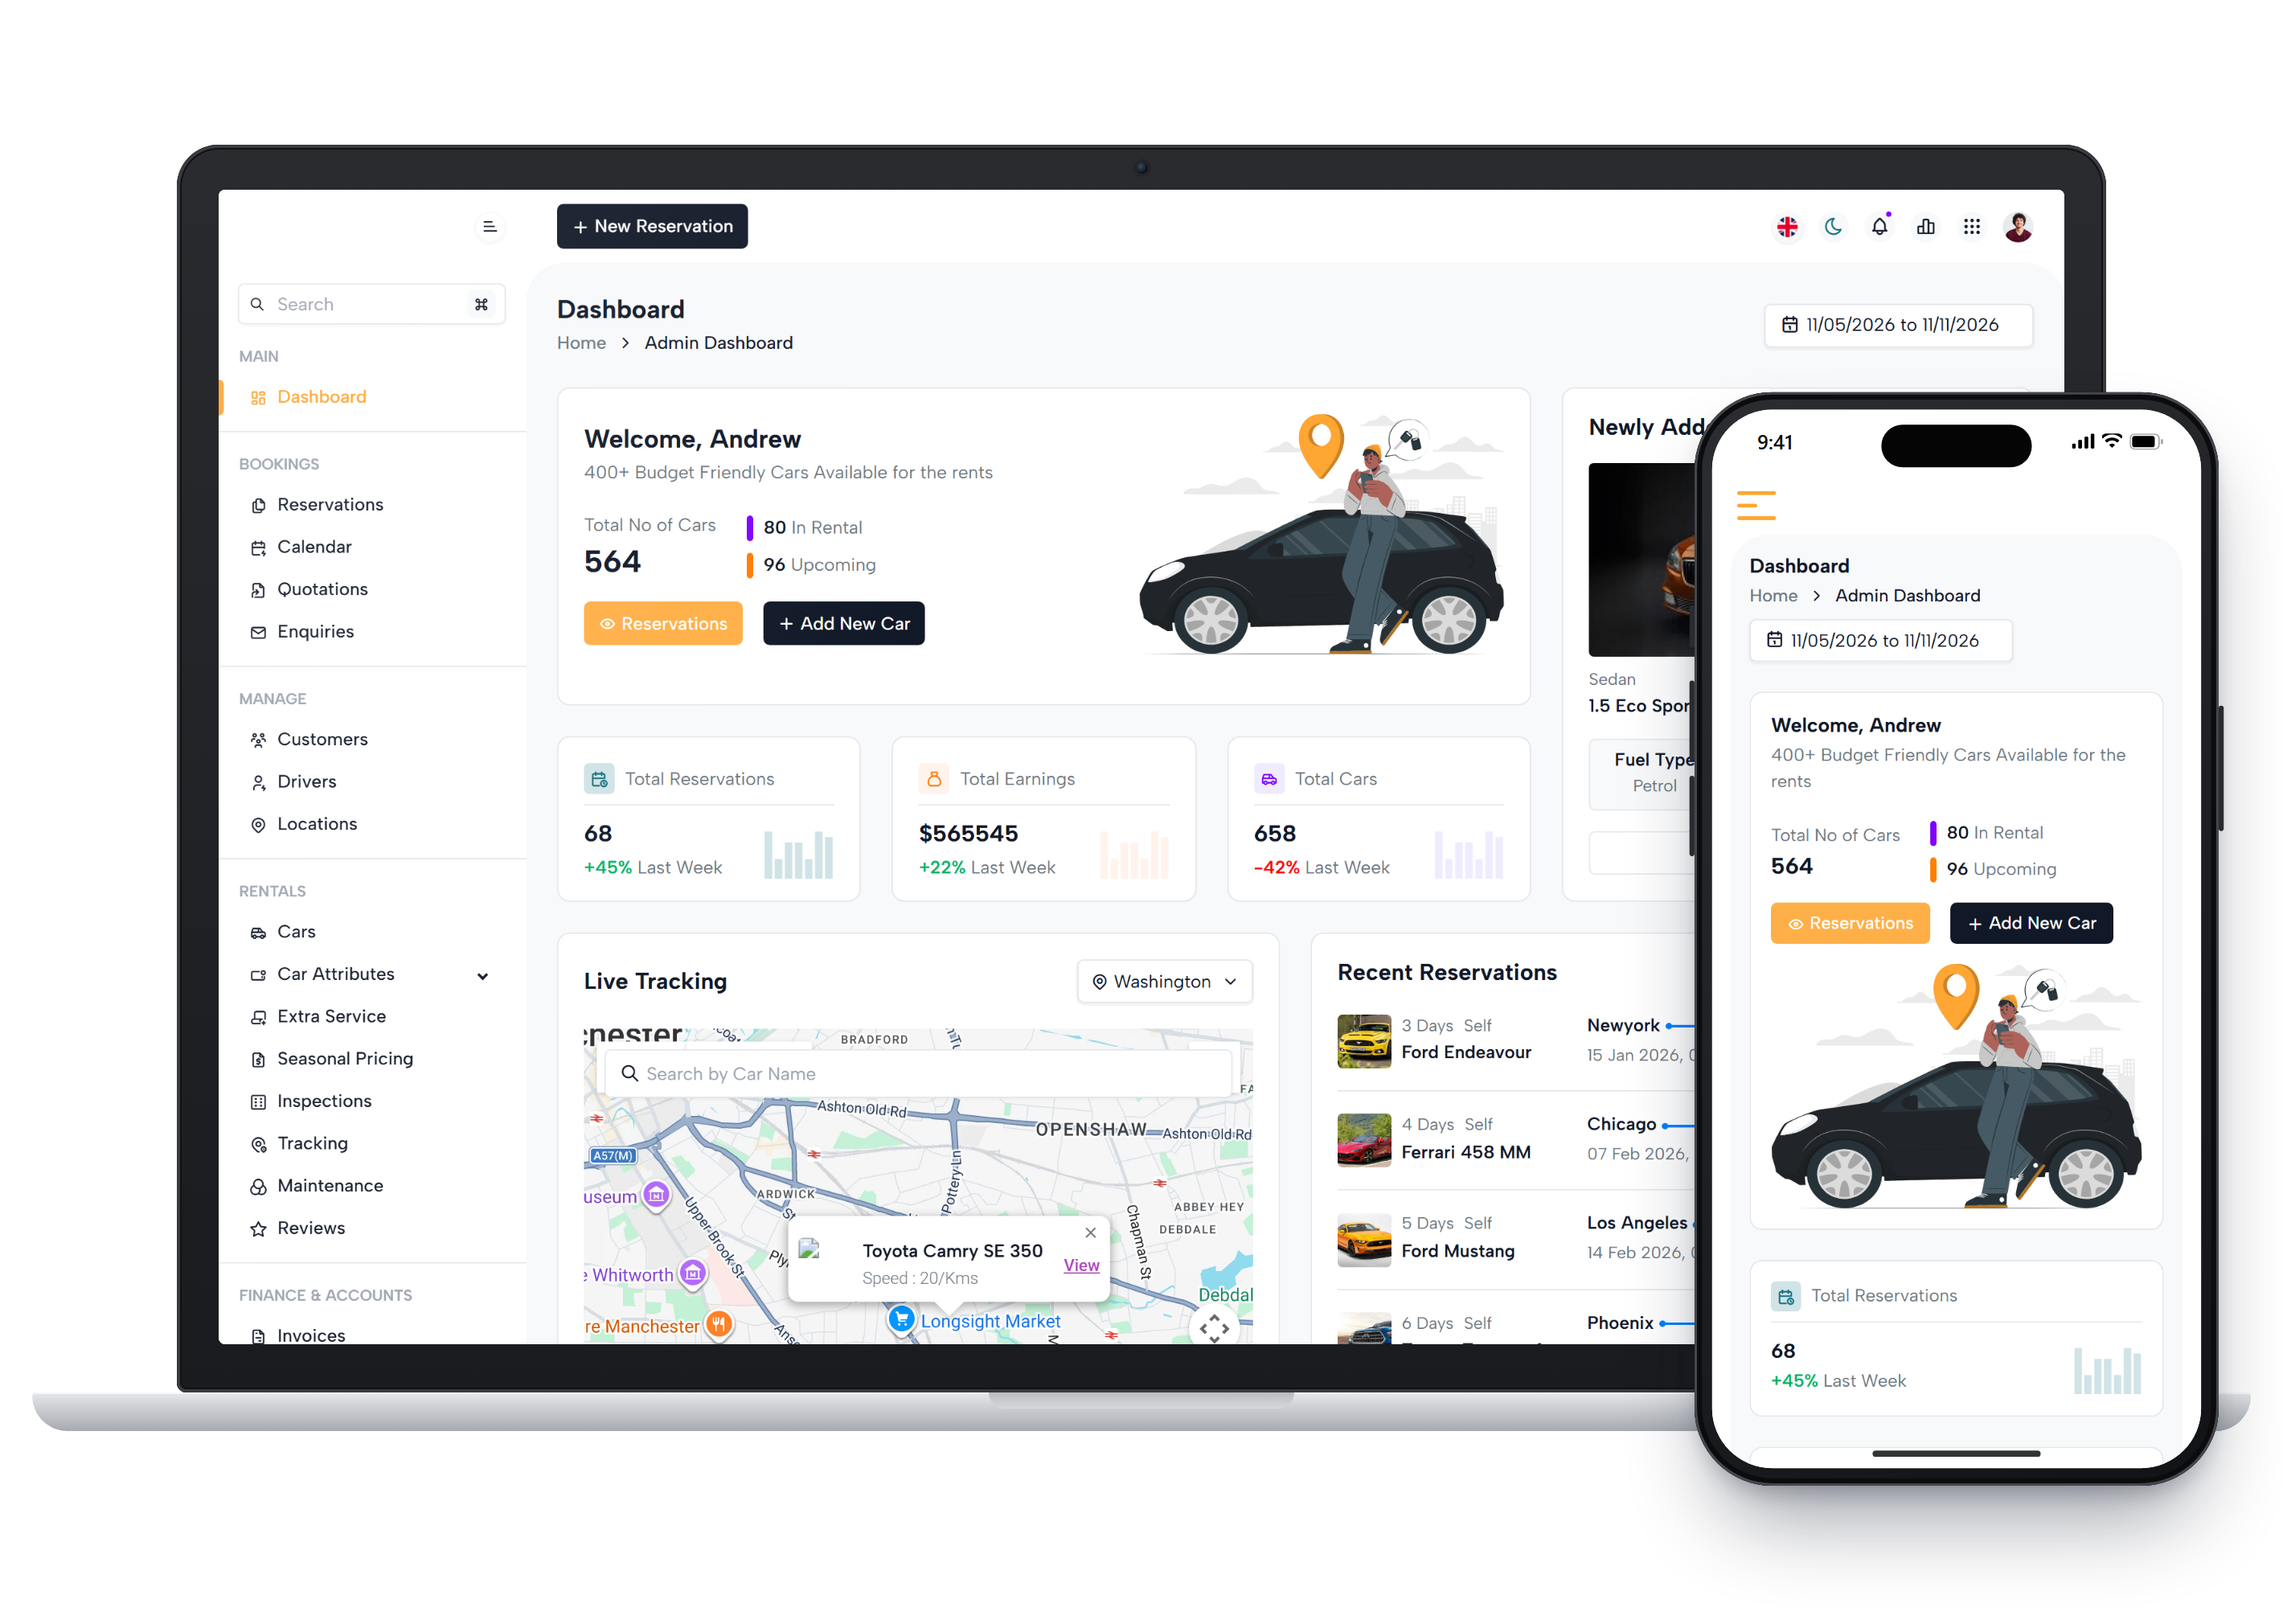 New Reservation
Search
MAIN
Dashboard
BOOKINGS
Reservations
Calendar
Quotations
Enquiries
MANAGE
Customers
Drivers
Locations
RENTALS
Cars
Car Attributes
Extra Service
Seasonal Pricing
Inspections
Tracking
Maintenance
Reviews
FINANCE & ACCOUNTS
Invoices
Dashboard
Home > Admin Dashboard
11/05/2026 to 11/11/2026
Welcome, Andrew
400+ Budget Friendly Cars Available for the rents
Total No of Cars
564
80 In Rental
96 Upcoming
Reservations
+ Add New Car
Newly Add
Sedan
1.5 Eco Spor
Fuel Type
Petrol
Total Reservations
68
+45% Last Week
Total Earnings
$565545
+22% Last Week
Total Cars
658
-42% Last Week
Live Tracking
Washington
chester
BRADFORD
Search by Car Name
Ashton Old Rd
OPENSHAW
Ashton Old Rd
A57(M)
useum
ARDWICK
Pottery Ln
ABBEY HEY
DEBDALE
Upper Brook St
Chapman St
Toyota Camry SE 350
Speed : 20/Kms
View
e Whitworth
Debdal
re Manchester
Longsight Market
Recent Reservations
3 Days Self
Ford Endeavour
Newyork
15 Jan 2026,
4 Days Self
Ferrari 458 MM
Chicago
07 Feb 2026,
5 Days Self
Ford Mustang
Los Angeles
14 Feb 2026,
6 Days Self
Phoenix
9:41
Dashboard
Home > Admin Dashboard
11/05/2026 to 11/11/2026
Welcome, Andrew
400+ Budget Friendly Cars Available for the
rents
Total No of Cars
564
80 In Rental
96 Upcoming
Reservations
+ Add New Car
Total Reservations
68
+45% Last Week